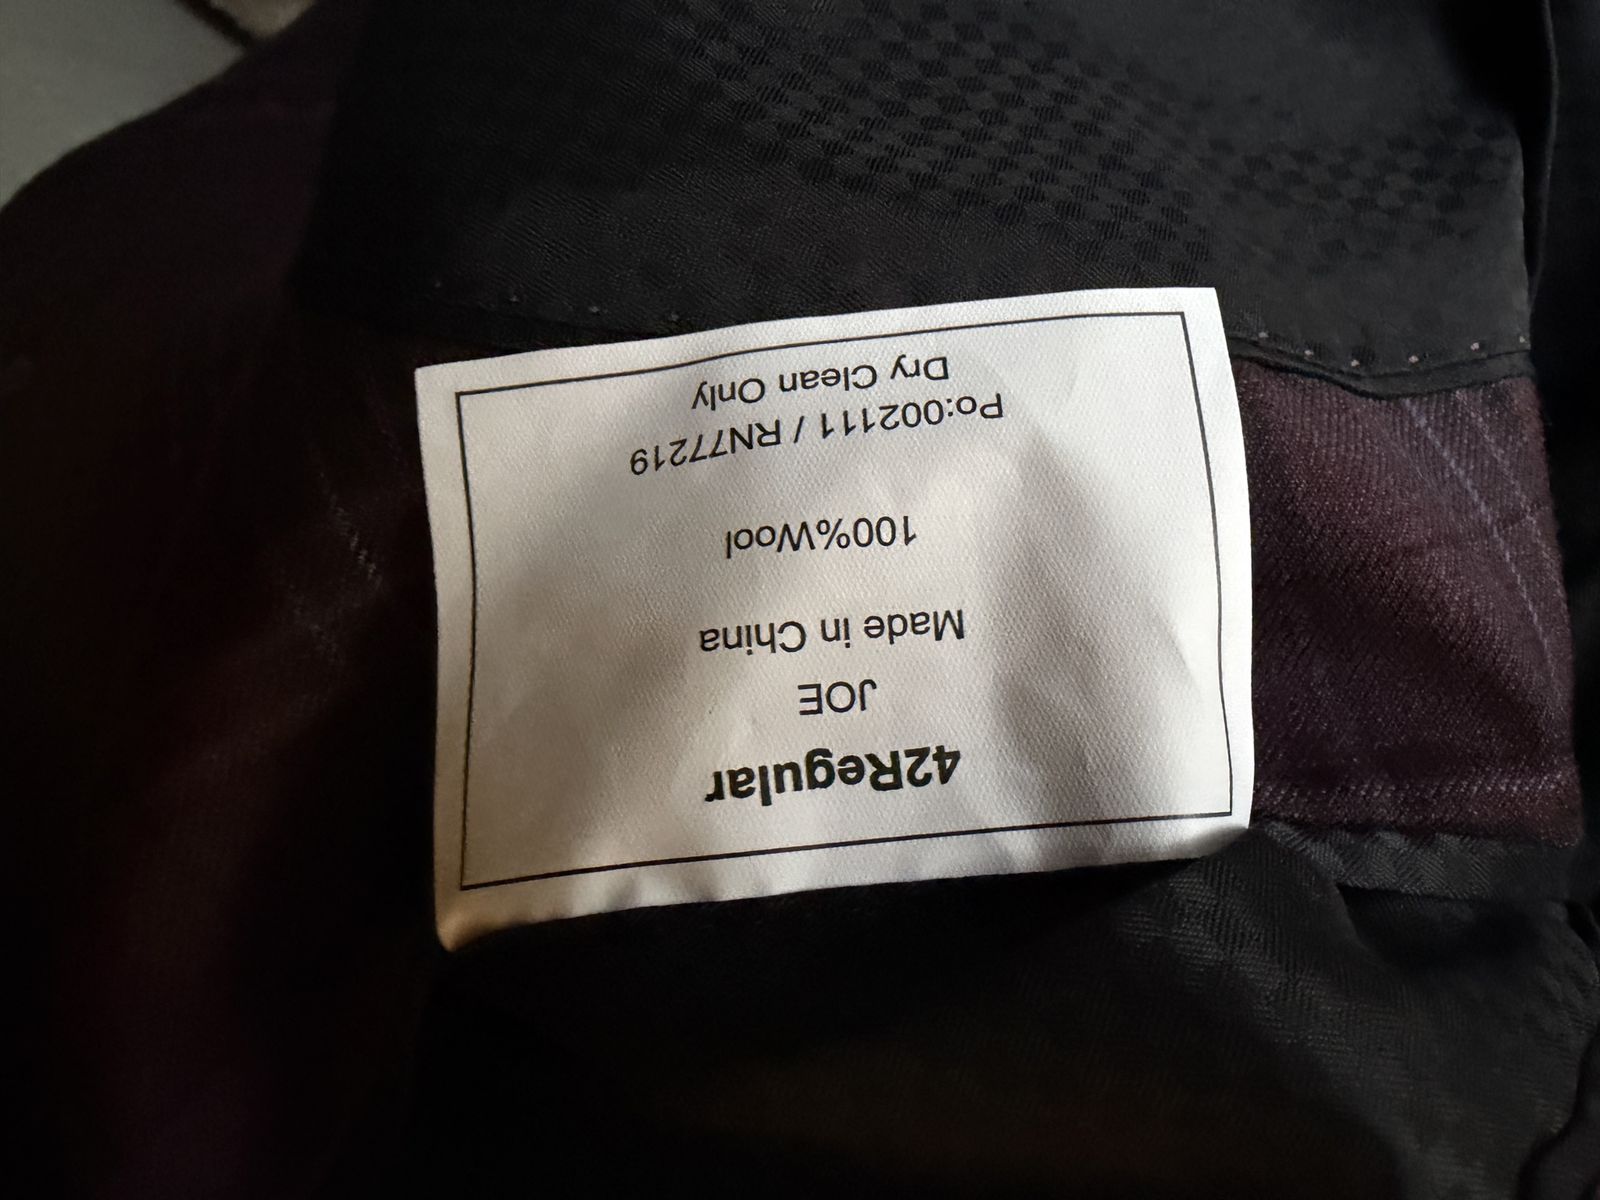 42Regular
JOE
Made in China
100%Wool
Po:002111 / RN77219
Dry Clean Only